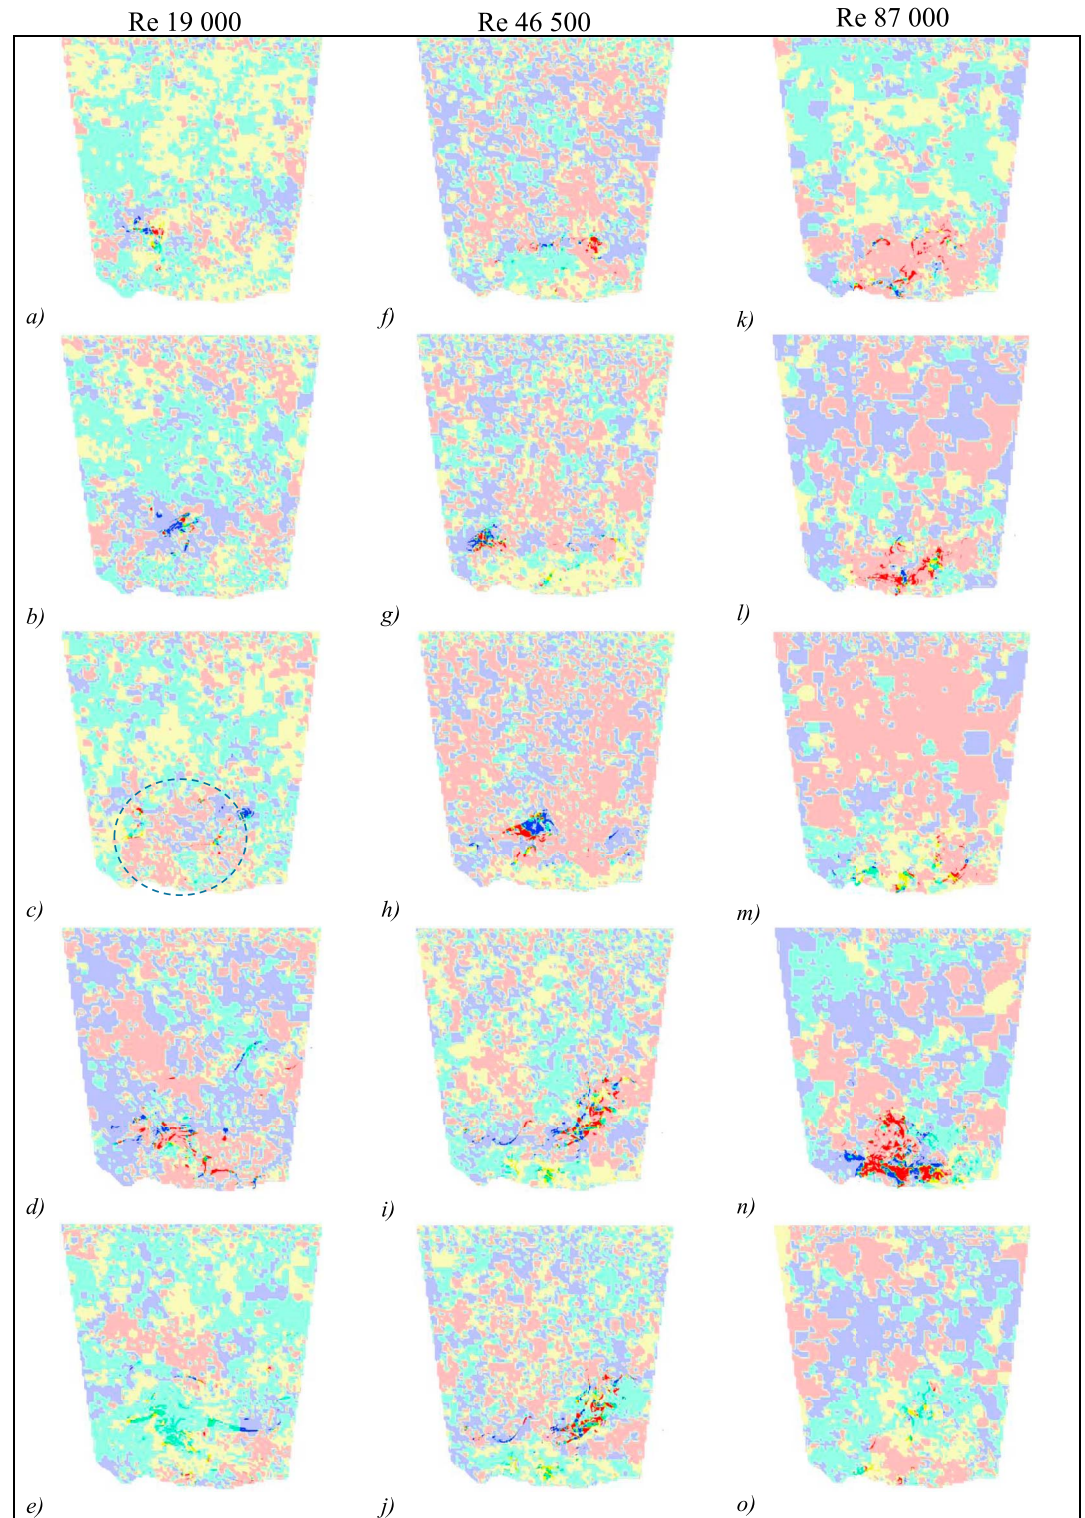 Re 19 000 Re 46 500 Re 87 000
a) f) k)
b) g) l)
c) h) m)
d) i) n)
e) j) o)